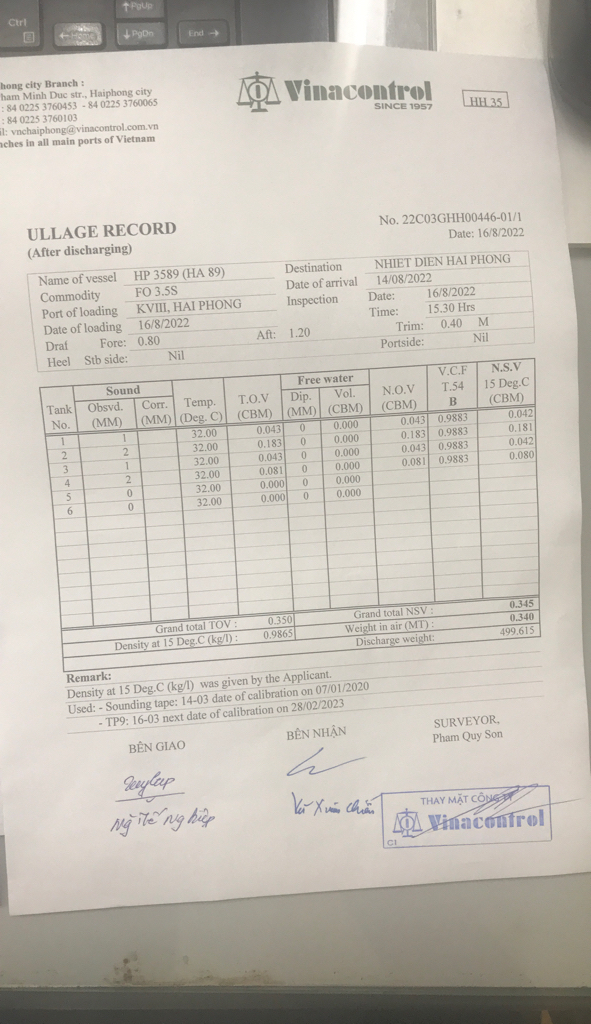 Ctrl
↑PgUp
←Home
↓PgDn
End→
hong city Branch :
ham Minh Duc str., Haiphong city
: 84 0225 3760453 - 84 0225 3760065
: 84 0225 3760103
il: vnchaiphong@vinacontrol.com.vn
nches in all main ports of Vietnam
Vinacontrol
SINCE 1957
HH 35
ULLAGE RECORD
(After discharging)
No. 22C03GHH00446-01/1
Date: 16/8/2022
Name of vessel HP 3589 (HA 89) Destination NHIET DIEN HAI PHONG
Commodity FO 3.5S Date of arrival 14/08/2022
Port of loading KVIII, HAI PHONG Inspection Date: 16/8/2022
Date of loading 16/8/2022 Time: 15.30 Hrs
Draf Fore: 0.80 Aft: 1.20 Trim: 0.40 M
Heel Stb side: Nil Portside: Nil
Tank No. Sound Obsvd. (MM) Corr. (MM) Temp. (Deg. C) T.O.V (CBM) Free water Dip. (MM) Vol. (CBM) N.O.V (CBM) V.C.F T.54 B N.S.V 15 Deg.C (CBM)
1 1 32.00 0.043 0 0.000 0.043 0.9883 0.042
2 2 32.00 0.183 0 0.000 0.183 0.9883 0.181
3 1 32.00 0.043 0 0.000 0.043 0.9883 0.042
4 2 32.00 0.081 0 0.000 0.081 0.9883 0.080
5 0 32.00 0.000 0 0.000
6 0 32.00 0.000 0 0.000
Grand total TOV : 0.350 Grand total NSV : 0.345
Density at 15 Deg.C (kg/l) : 0.9865 Weight in air (MT) : 0.340
Discharge weight: 499.615
Remark:
Density at 15 Deg.C (kg/l) was given by the Applicant.
Used: - Sounding tape: 14-03 date of calibration on 07/01/2020
- TP9: 16-03 next date of calibration on 28/02/2023
BÊN GIAO
BÊN NHẬN
SURVEYOR,
Pham Quy Son
Ng Tế Nghiệp
Vũ Xuân Chiến
THAY MẶT CÔNG TY
Vinacontrol
C1